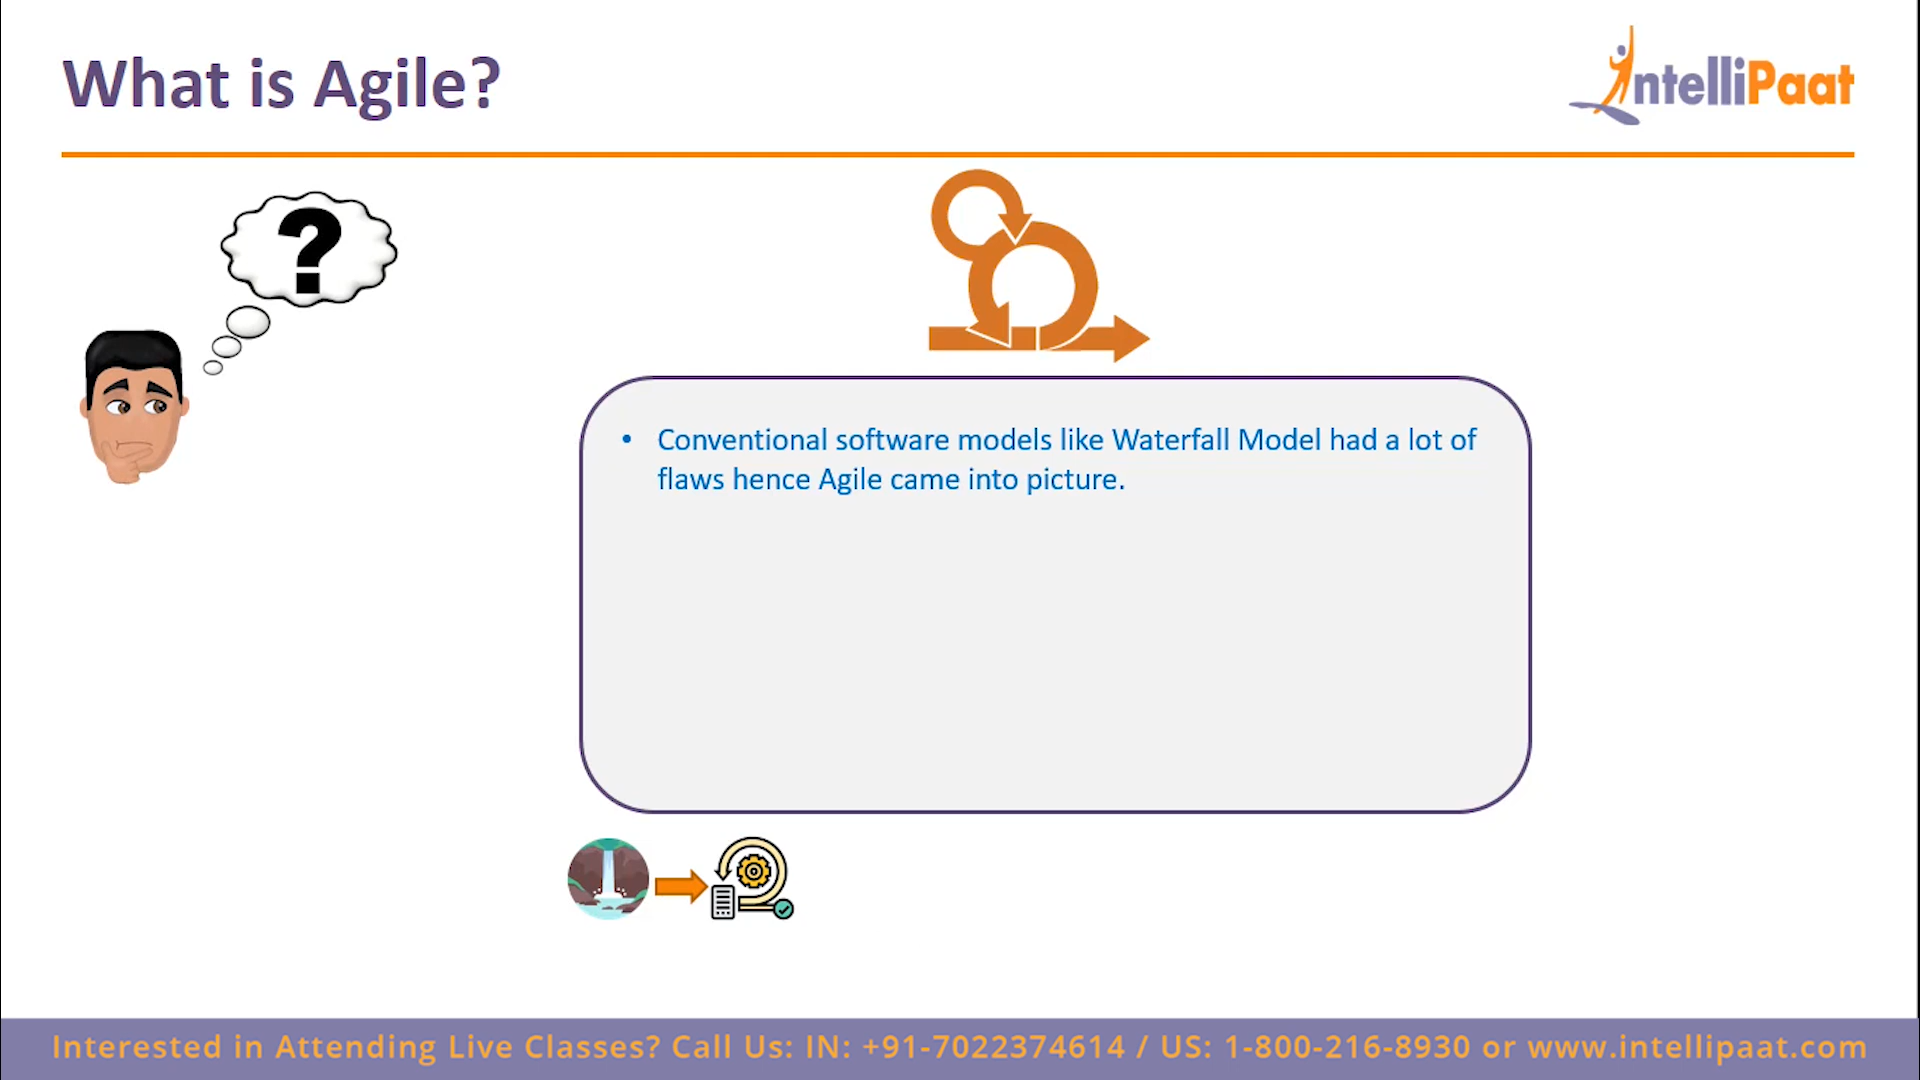 What is Agile?
IntelliPaat
?
• Conventional software models like Waterfall Model had a lot of
flaws hence Agile came into picture.
Interested in Attending Live Classes? Call Us: IN: +91-7022374614 / US: 1-800-216-8930 or www.intellipaat.com